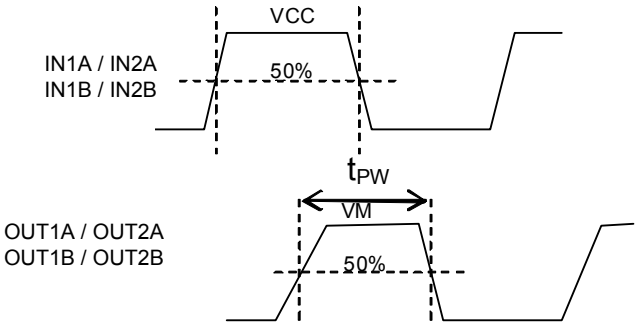 VCC
IN1A / IN2A
IN1B / IN2B
50%
tPW
VM
OUT1A / OUT2A
OUT1B / OUT2B
50%